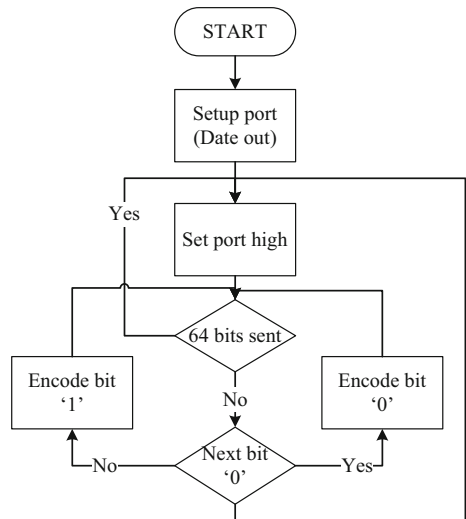 START
Setup port
(Date out)
Yes
Set port high
64 bits sent
Encode bit
‘1’
Encode bit
‘0’
No
Next bit
‘0’
No
Yes